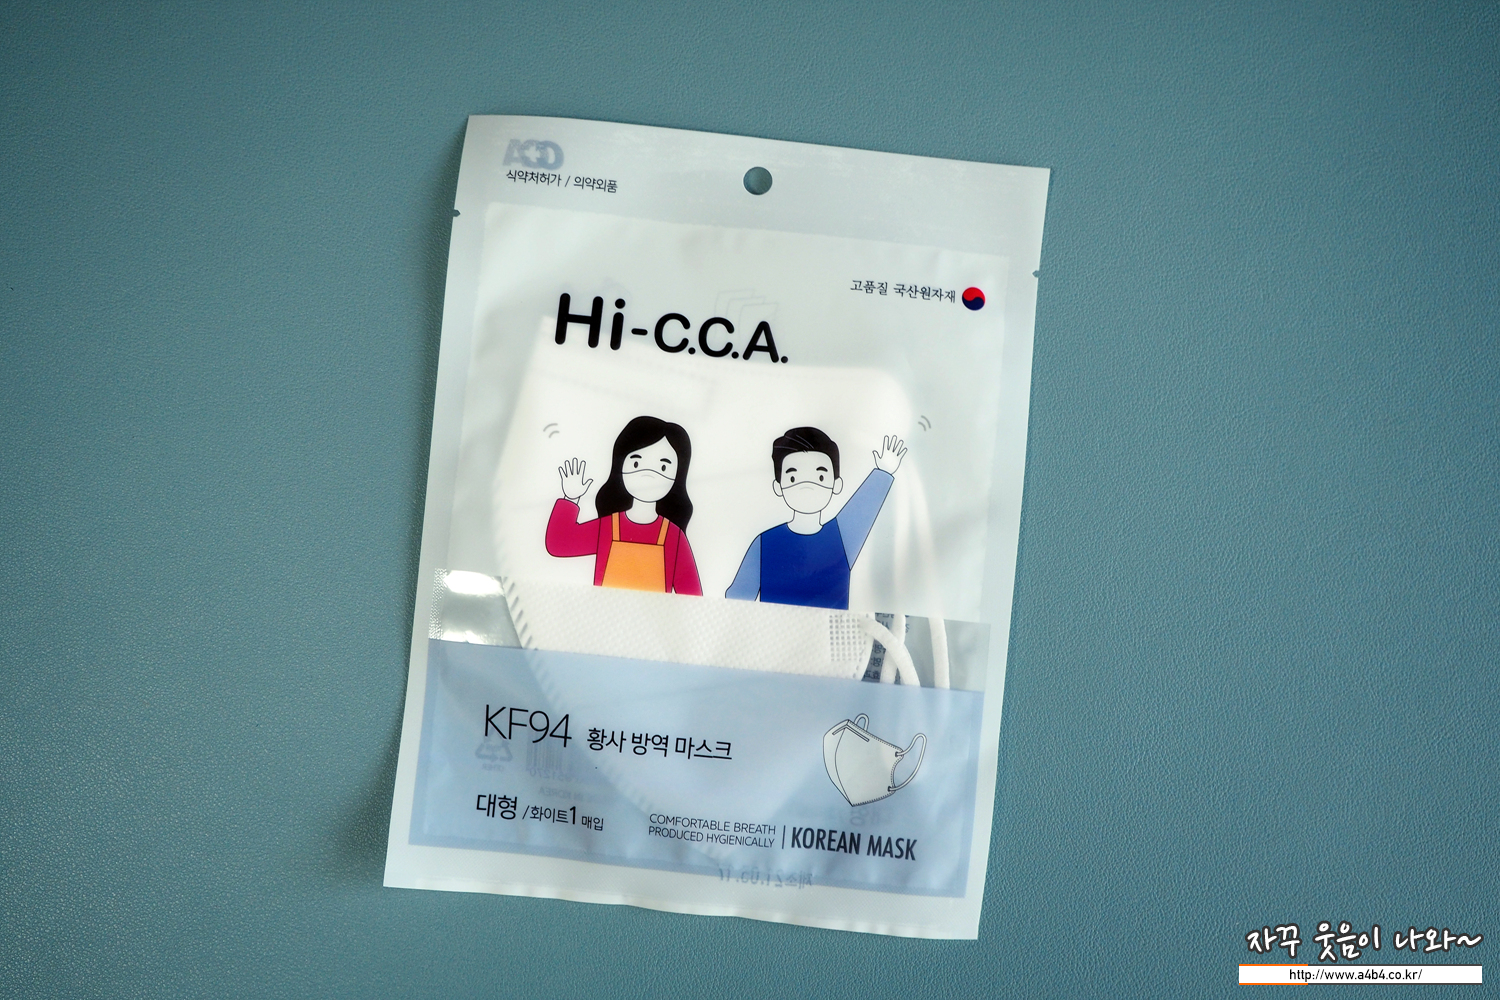 CCA
식약처허가 / 의약외품
고품질 국산원자재
Hi-C.C.A.
KF94 황사 방역 마스크
대형 /화이트1매입
COMFORTABLE BREATH
PRODUCED HYGIENICALLY
KOREAN MASK
자꾸 웃음이 나와~
http://www.a4b4.co.kr/